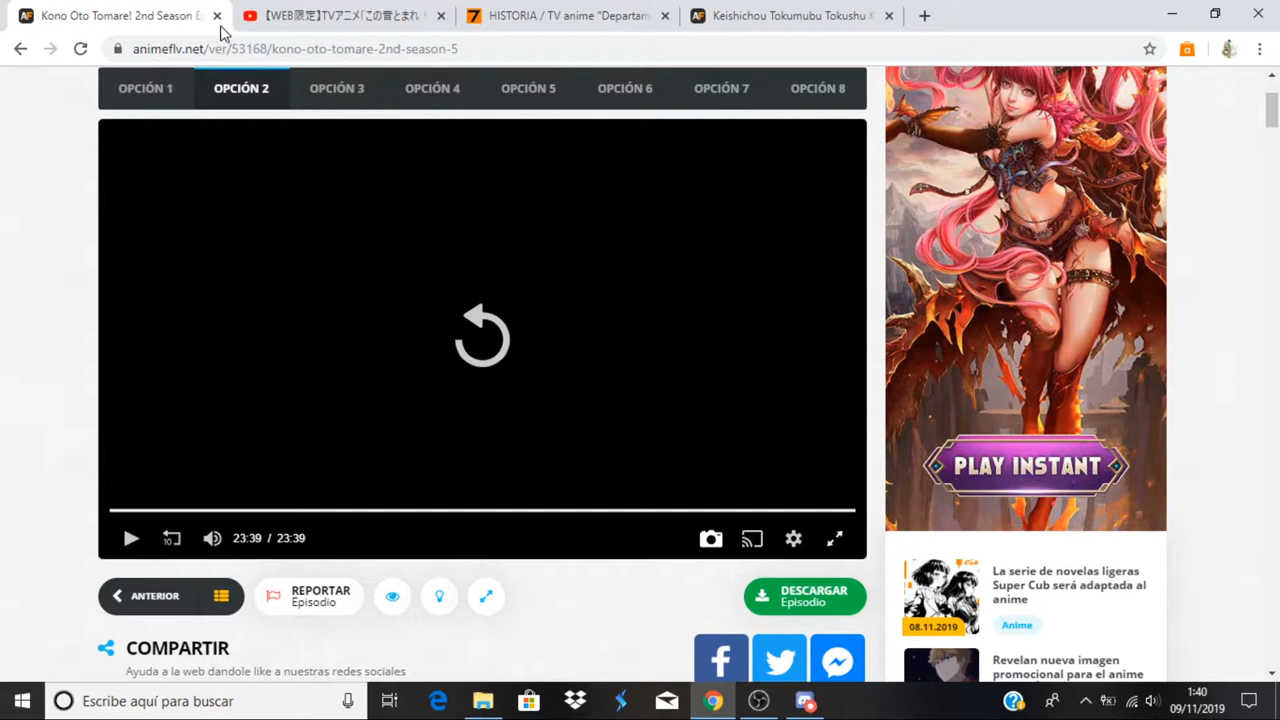 Kono Oto Tomare! 2nd Season E
【WEB限定】TVアニメ「この音とまれ!
HISTORIA / TV anime "Departam
Keishichou Tokumubu Tokushu K
animeflv.net/ver/53168/kono-oto-tomare-2nd-season-5
OPCIÓN 1 OPCIÓN 2 OPCIÓN 3 OPCIÓN 4 OPCIÓN 5 OPCIÓN 6 OPCIÓN 7 OPCIÓN 8
PLAY INSTANT
10 23:39 / 23:39
ANTERIOR
REPORTAR
Episodio
DESCARGAR
Episodio
COMPARTIR
Ayuda a la web dandole like a nuestras redes sociales
La serie de novelas ligeras
Super Cub será adaptada al
anime
08.11.2019
Anime
Revelan nueva imagen
promocional para el anime
Escribe aquí para buscar
1:40
09/11/2019